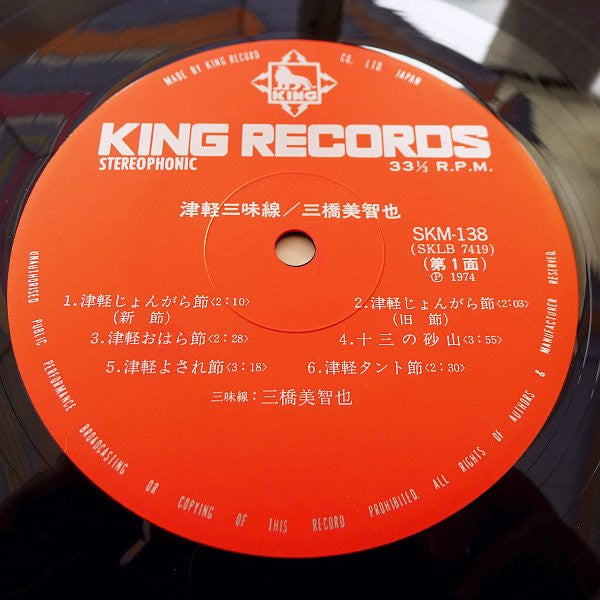 MADE BY KING RECORD CO., LTD. JAPAN
KING
KING RECORDS
STEREOPHONIC
33⅓ R.P.M.
津軽三味線／三橋美智也
SKM-138
(SKLB 7419)
(第1面)
Ⓟ 1974
1.津軽じょんがら節<2:10>
(新 節)
2.津軽じょんがら節<2:03>
(旧 節)
3.津軽おはら節<2:28>
4.十三の砂山<3:55>
5.津軽よされ節<3:18>
6.津軽タント節<2:30>
三味線:三橋美智也
UNAUTHORISED PUBLIC PERFORMANCE BROADCASTING OR COPYING OF THIS RECORD PROHIBITED. ALL RIGHTS OF AUTHORS & MANUFACTURER RESERVED.